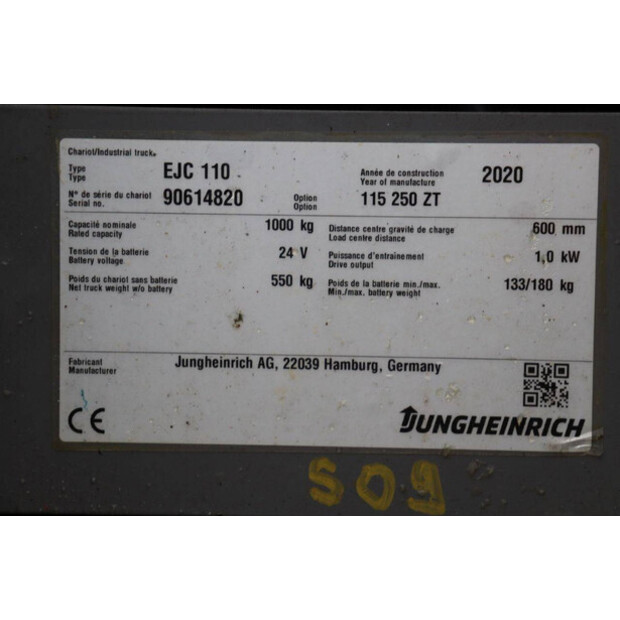 Chariot/Industrial truck
Type EJC 110 Année de construction 2020
Type Year of manufacture
N° de série du chariot 90614820 Option 115 250 ZT
Serial no. Option
Capacité nominale 1000 kg Distance centre gravité de charge 600 mm
Rated capacity Load centre distance
Tension de la batterie 24 V Puissance d'entraînement 1,0 kW
Battery voltage Drive output
Poids du chariot sans batterie 550 kg Poids de la batterie min./max. 133/180 kg
Net truck weight w/o battery Min./max. battery weight
Fabricant Jungheinrich AG, 22039 Hamburg, Germany
Manufacturer
CE JUNGHEINRICH
S09